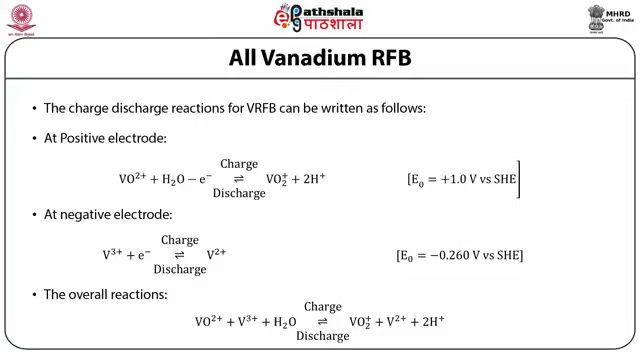 ePathshala
पाठशाला
MHRD
Govt. of India
All Vanadium RFB
• The charge discharge reactions for VRFB can be written as follows:
• At Positive electrode:
Charge
VO²⁺ + H₂O − e⁻ ⇌ VO₂⁺ + 2H⁺ [E₀ = +1.0 V vs SHE]
Discharge
• At negative electrode:
Charge
V³⁺ + e⁻ ⇌ V²⁺ [E₀ = −0.260 V vs SHE]
Discharge
• The overall reactions:
Charge
VO²⁺ + V³⁺ + H₂O ⇌ VO₂⁺ + V²⁺ + 2H⁺
Discharge